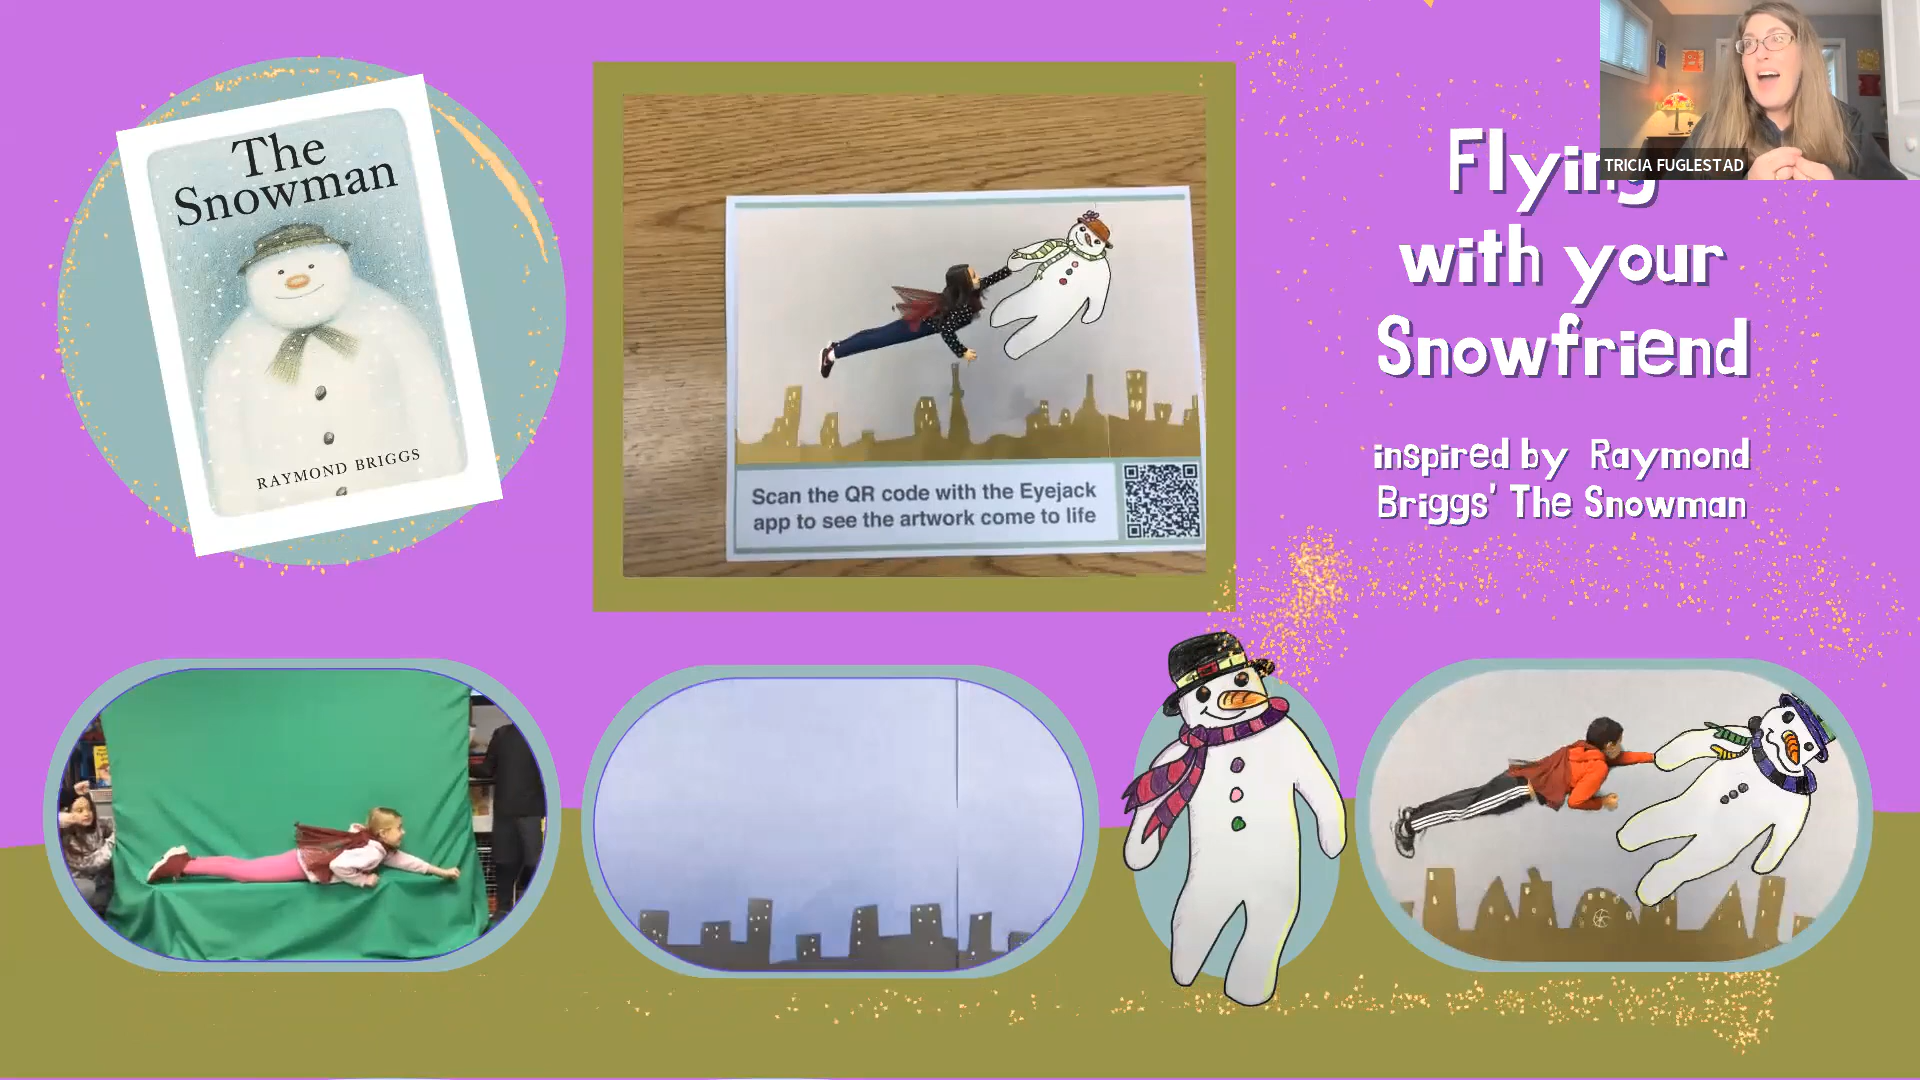 The
Snowman
RAYMOND BRIGGS
Scan the QR code with the Eyejack
app to see the artwork come to life
TRICIA FUGLESTAD
Flying
with your
Snowfriend
inspired by Raymond
Briggs' The Snowman